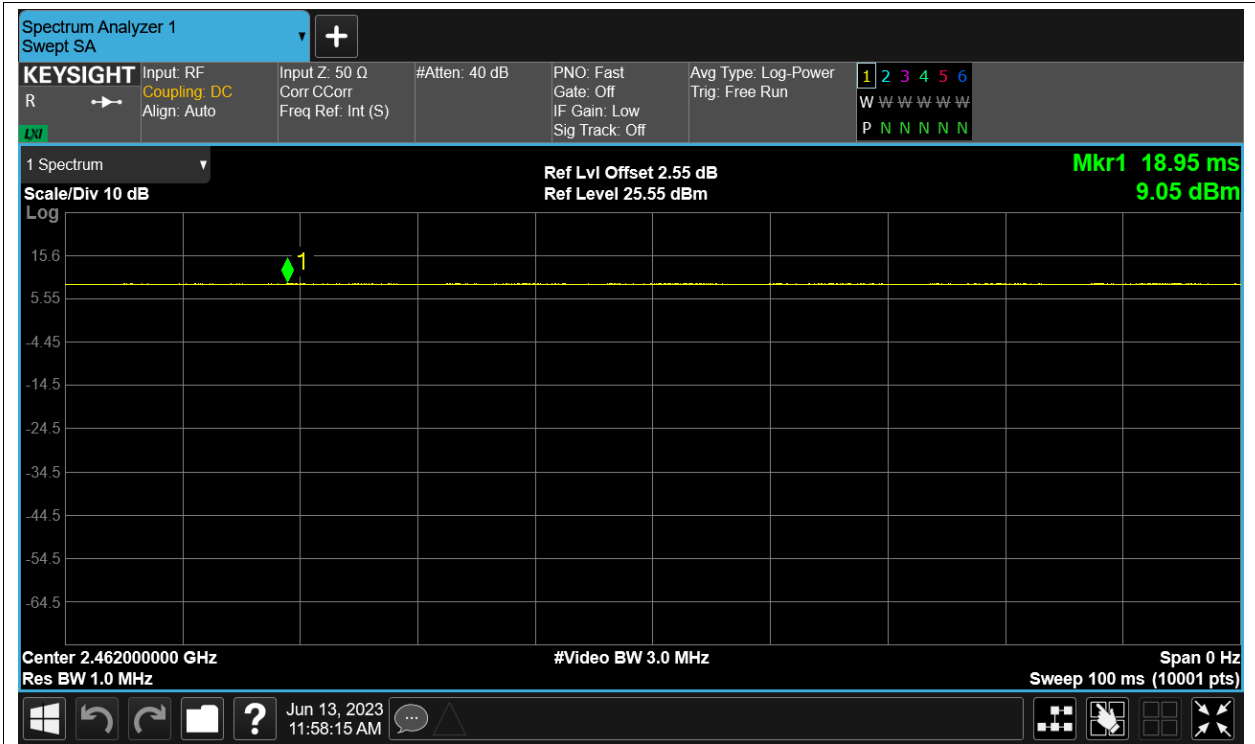 Spectrum Analyzer 1
Swept SA
KEYSIGHT
R
LXI
Input: RF
Coupling: DC
Align: Auto
Input Z: 50 Ω
Corr CCorr
Freq Ref: Int (S)
#Atten: 40 dB
PNO: Fast
Gate: Off
IF Gain: Low
Sig Track: Off
Avg Type: Log-Power
Trig: Free Run
1 2 3 4 5 6
W W W W W W
P N N N N N
1 Spectrum
Scale/Div 10 dB
Log
Ref Lvl Offset 2.55 dB
Ref Level 25.55 dBm
Mkr1 18.95 ms
9.05 dBm
1
15.6
5.55
-4.45
-14.5
-24.5
-34.5
-44.5
-54.5
-64.5
Center 2.462000000 GHz
Res BW 1.0 MHz
#Video BW 3.0 MHz
Span 0 Hz
Sweep 100 ms (10001 pts)
?
Jun 13, 2023
11:58:15 AM